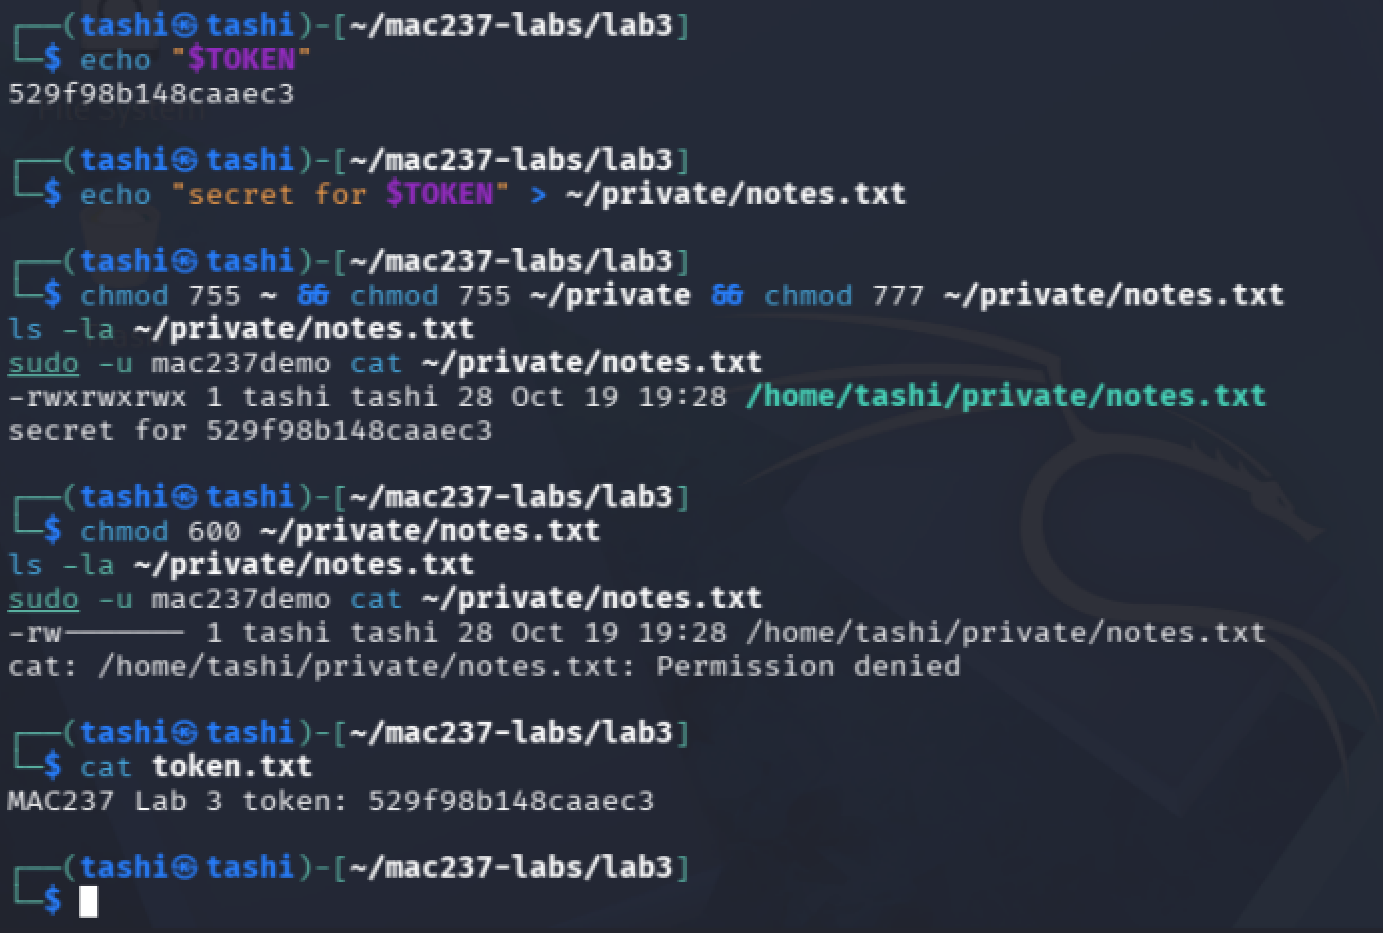 ┌──(tashi㉿tashi)-[~/mac237-labs/lab3]
└─$ echo "$TOKEN"
529f98b148caaec3
┌──(tashi㉿tashi)-[~/mac237-labs/lab3]
└─$ echo "secret for $TOKEN" > ~/private/notes.txt
┌──(tashi㉿tashi)-[~/mac237-labs/lab3]
└─$ chmod 755 ~ && chmod 755 ~/private && chmod 777 ~/private/notes.txt
ls -la ~/private/notes.txt
sudo -u mac237demo cat ~/private/notes.txt
-rwxrwxrwx 1 tashi tashi 28 Oct 19 19:28 /home/tashi/private/notes.txt
secret for 529f98b148caaec3
┌──(tashi㉿tashi)-[~/mac237-labs/lab3]
└─$ chmod 600 ~/private/notes.txt
ls -la ~/private/notes.txt
sudo -u mac237demo cat ~/private/notes.txt
-rw------- 1 tashi tashi 28 Oct 19 19:28 /home/tashi/private/notes.txt
cat: /home/tashi/private/notes.txt: Permission denied
┌──(tashi㉿tashi)-[~/mac237-labs/lab3]
└─$ cat token.txt
MAC237 Lab 3 token: 529f98b148caaec3
┌──(tashi㉿tashi)-[~/mac237-labs/lab3]
└─$